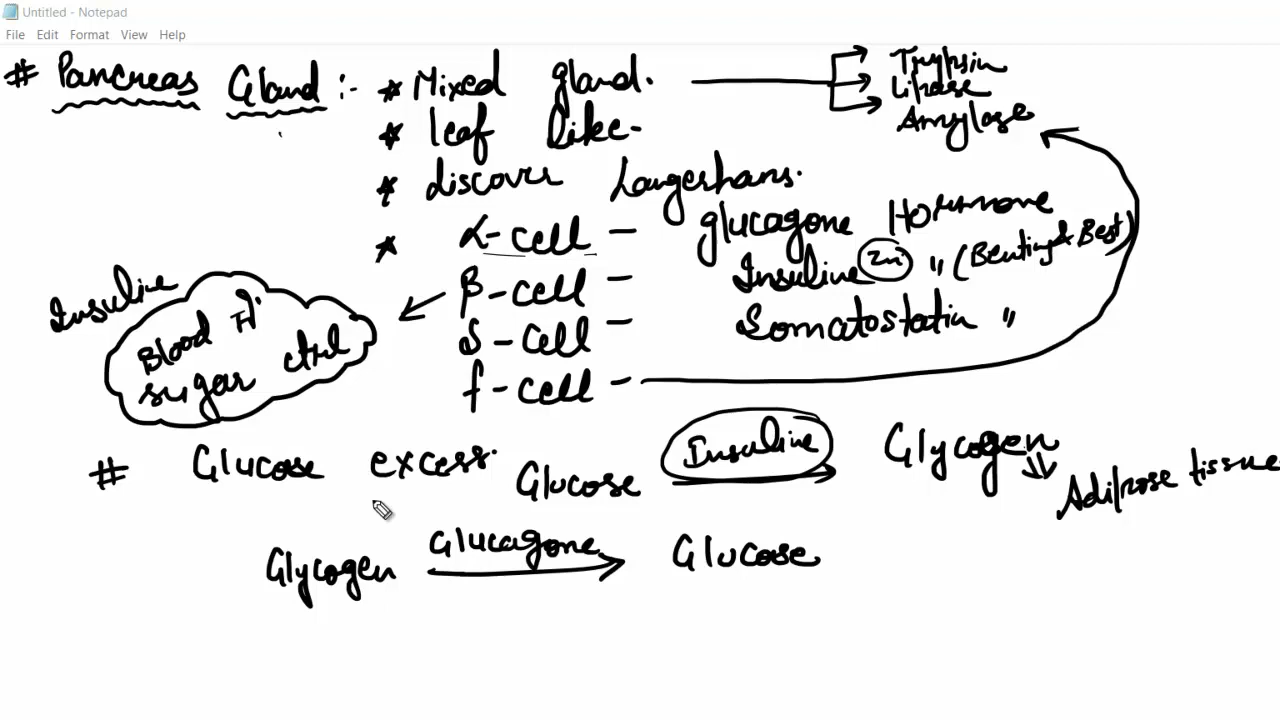 Untitled - Notepad
File Edit Format View Help
# Pancreas Gland :- * Mixed gland.
Trypsin
Lipase
Amylase
* leaf like-
* discover Langerhans.
* α-cell - glucagone Hormone
β-cell - Insuline Zn " (Benting & Best)
δ-cell - Somatostatin "
f-cell -
Insuline
Blood में
sugar ctrl
# Glucose excess. Glucose Insuline Glycogen
Adipose tissue
Glycogen Glucagone Glucose